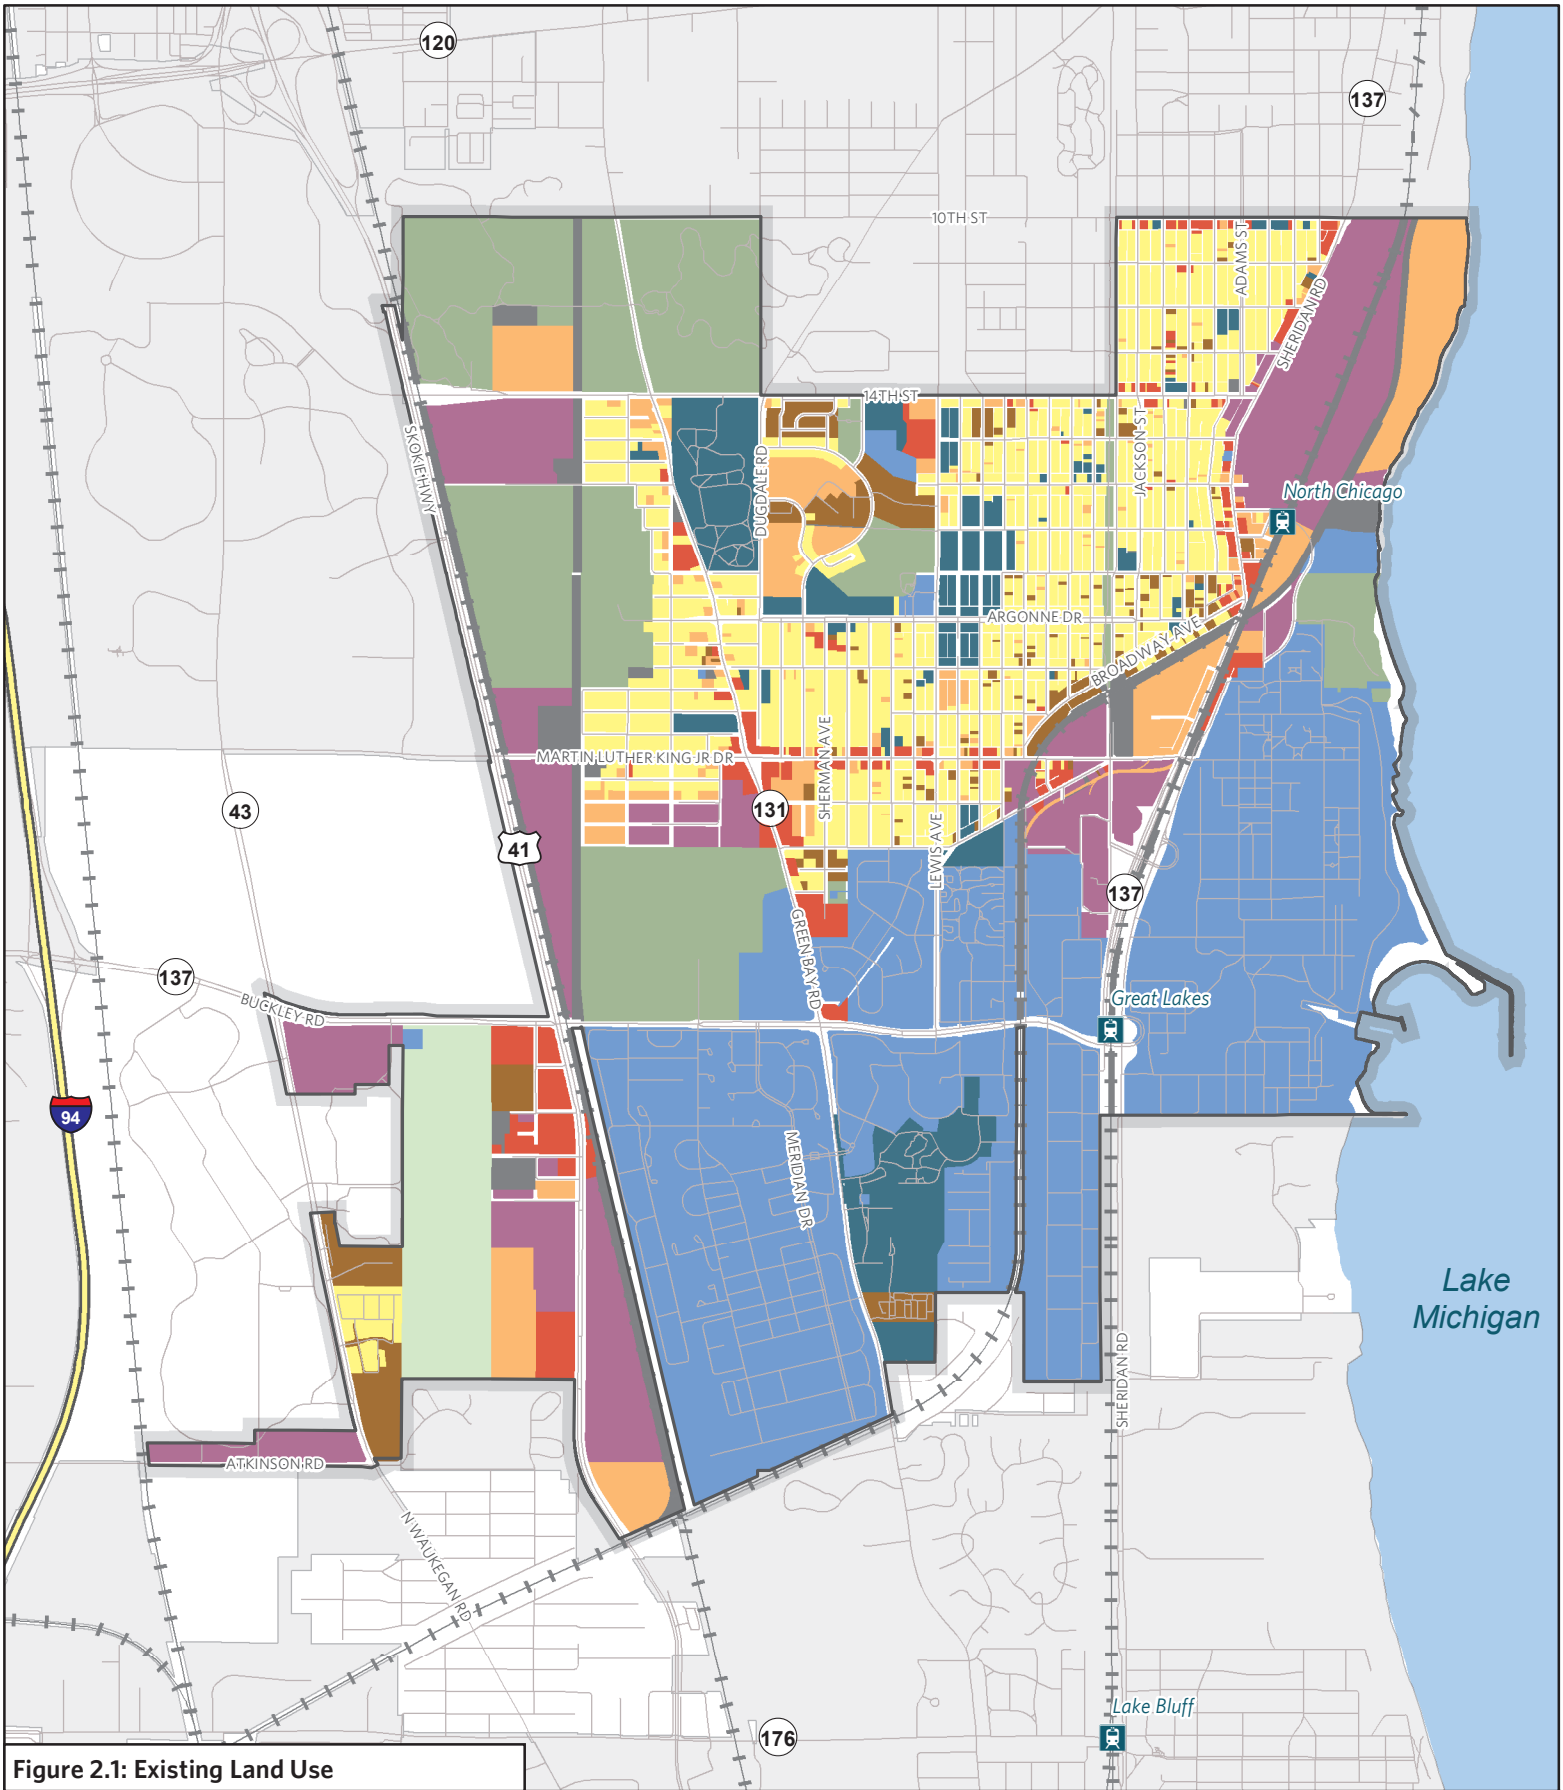 120
137
10TH ST
ADAMS ST
SHERIDAN RD
14TH ST
SKOKIE HWY
DUGDALE RD
JACKSON ST
North Chicago
ARGONNE DR
BROADWAY AVE
SHERMAN AVE
MARTIN LUTHER KING JR DR
43
131
41
LEWIS AVE
137
GREEN BAY RD
137
BUCKLEY RD
Great Lakes
94
MERIDIAN DR
Lake
Michigan
SHERIDAN RD
ATKINSON RD
N WAUKEGAN RD
Lake Bluff
176
Figure 2.1: Existing Land Use